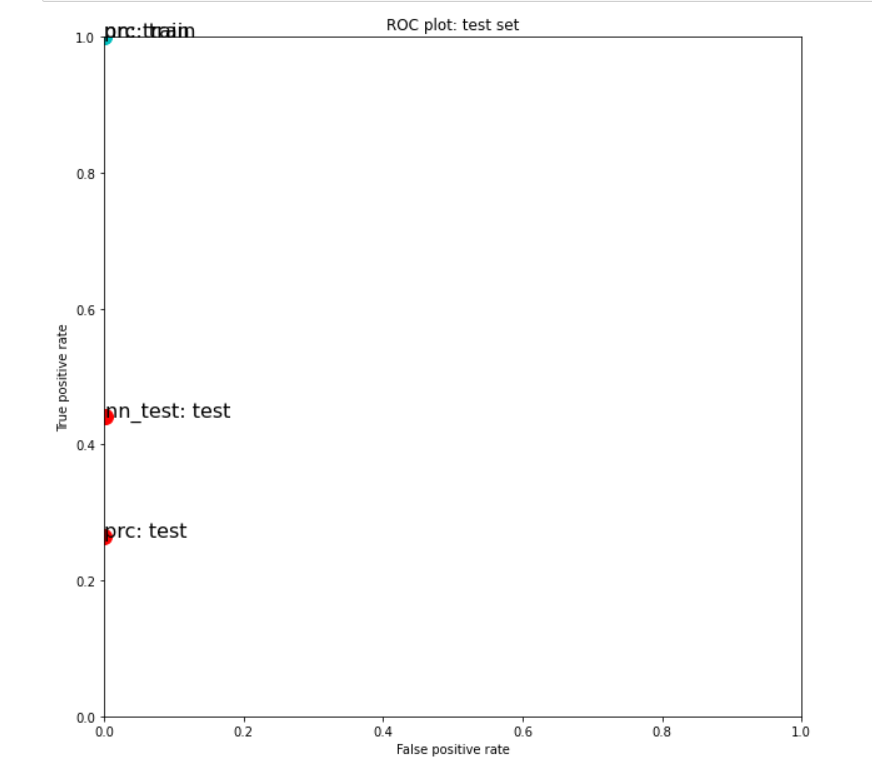 ROC plot: test set
1.0
0.8
0.6
0.4
0.2
0.0
True positive rate
nn_test: test
prc: test
0.0 0.2 0.4 0.6 0.8 1.0
False positive rate